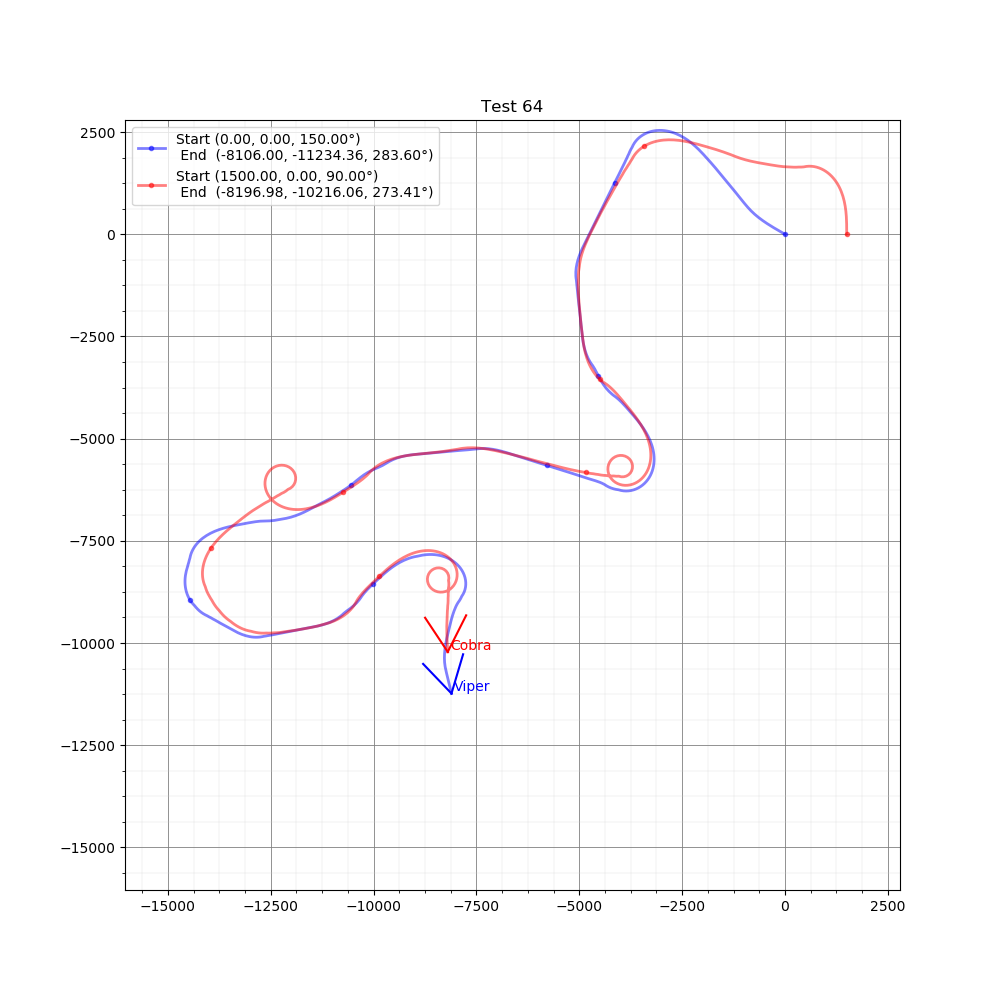 Test 64
Start (0.00, 0.00, 150.00°)
End (-8106.00, -11234.36, 283.60°)
Start (1500.00, 0.00, 90.00°)
End (-8196.98, -10216.06, 273.41°)
2500
0
−2500
−5000
−7500
−10000
−12500
−15000
Cobra
Viper
−15000 −12500 −10000 −7500 −5000 −2500 0 2500